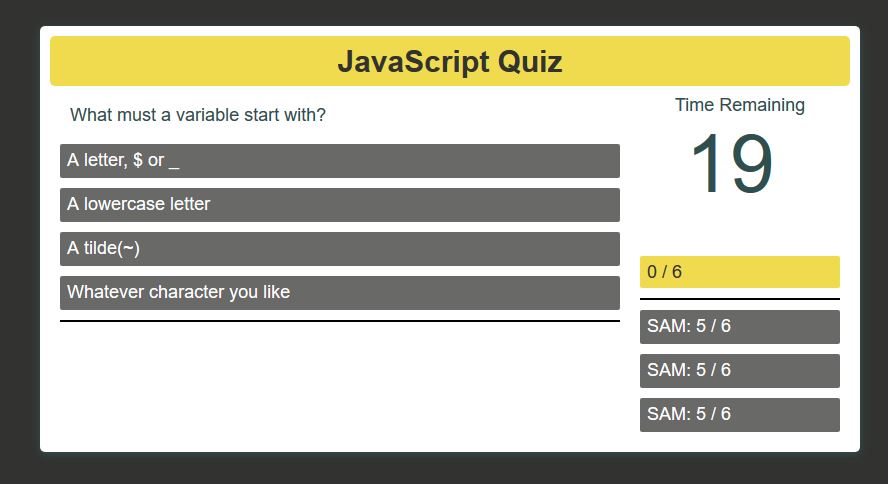 JavaScript Quiz
What must a variable start with?
A letter, $ or _
A lowercase letter
A tilde(~)
Whatever character you like
Time Remaining
19
0 / 6
SAM: 5 / 6
SAM: 5 / 6
SAM: 5 / 6